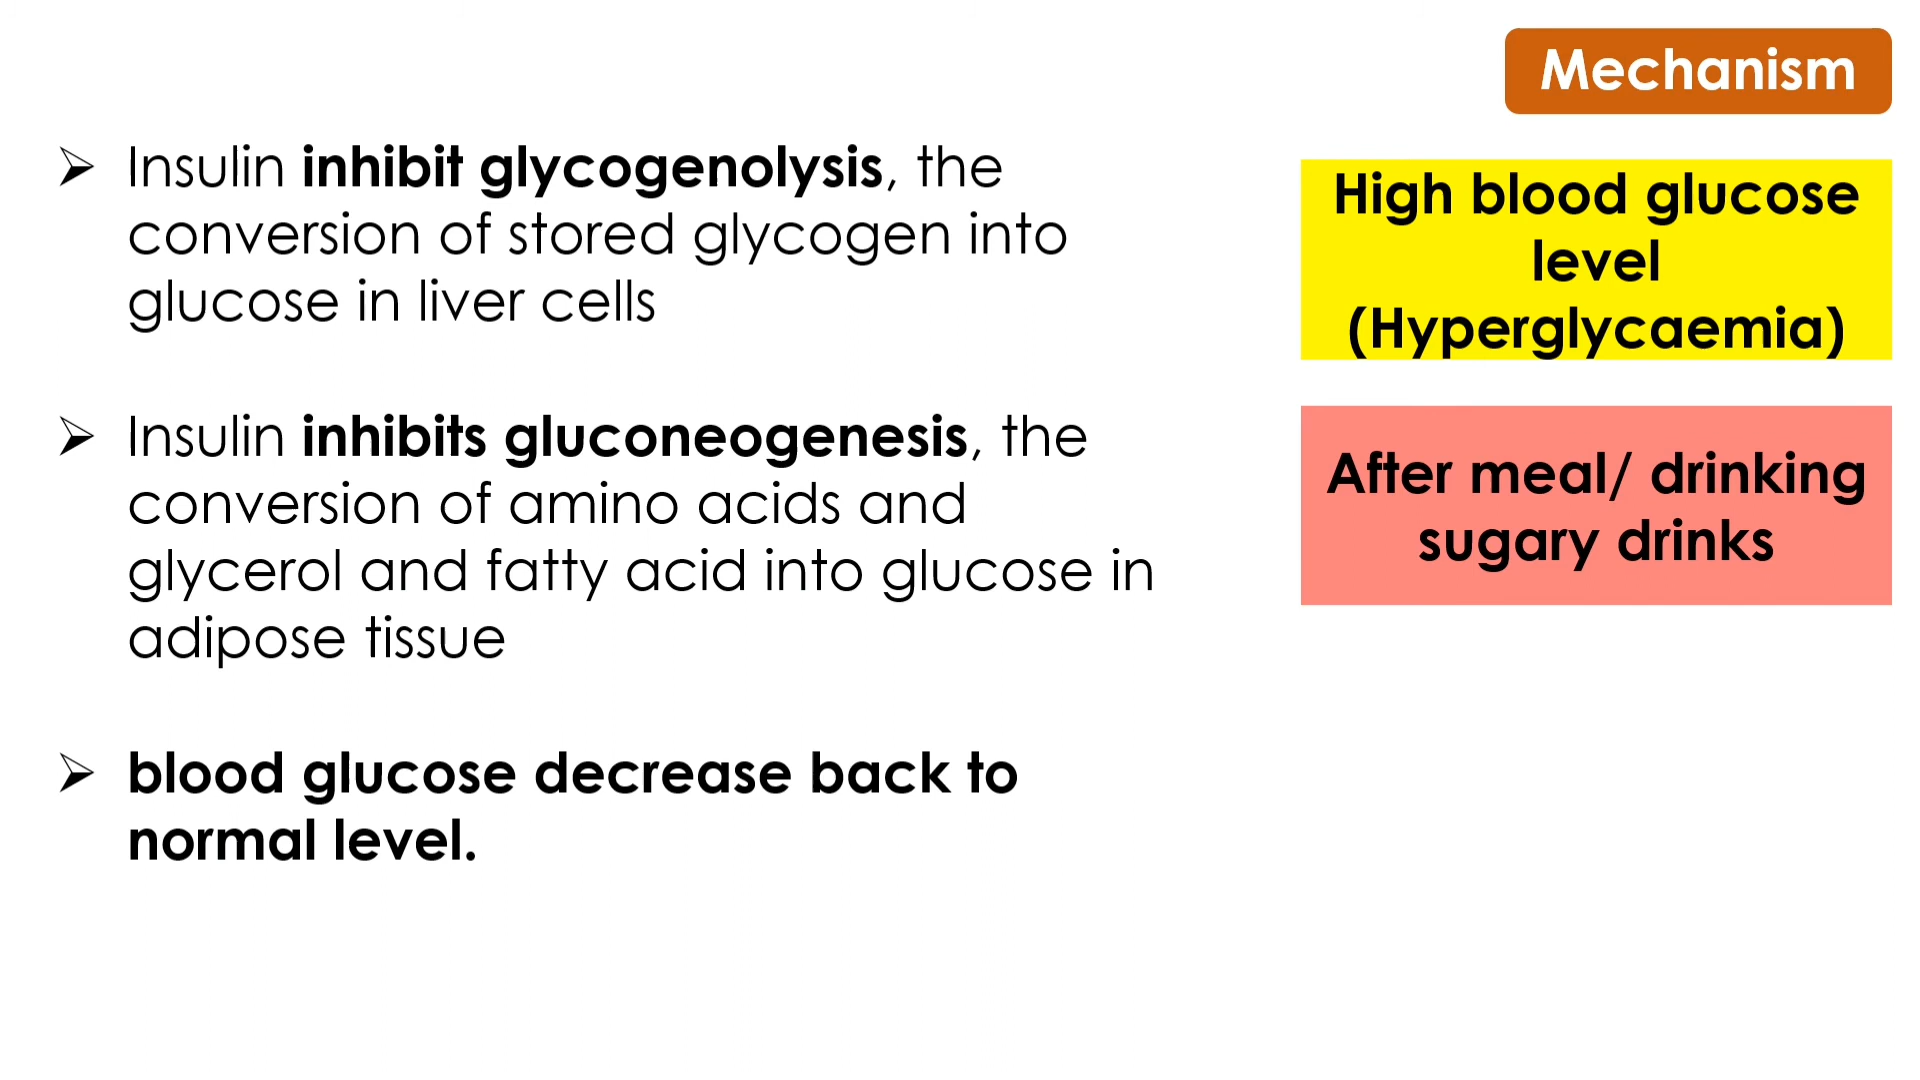 Mechanism
➢ Insulin inhibit glycogenolysis, the
conversion of stored glycogen into
glucose in liver cells
➢ Insulin inhibits gluconeogenesis, the
conversion of amino acids and
glycerol and fatty acid into glucose in
adipose tissue
➢ blood glucose decrease back to
normal level.
High blood glucose
level
(Hyperglycaemia)
After meal/ drinking
sugary drinks